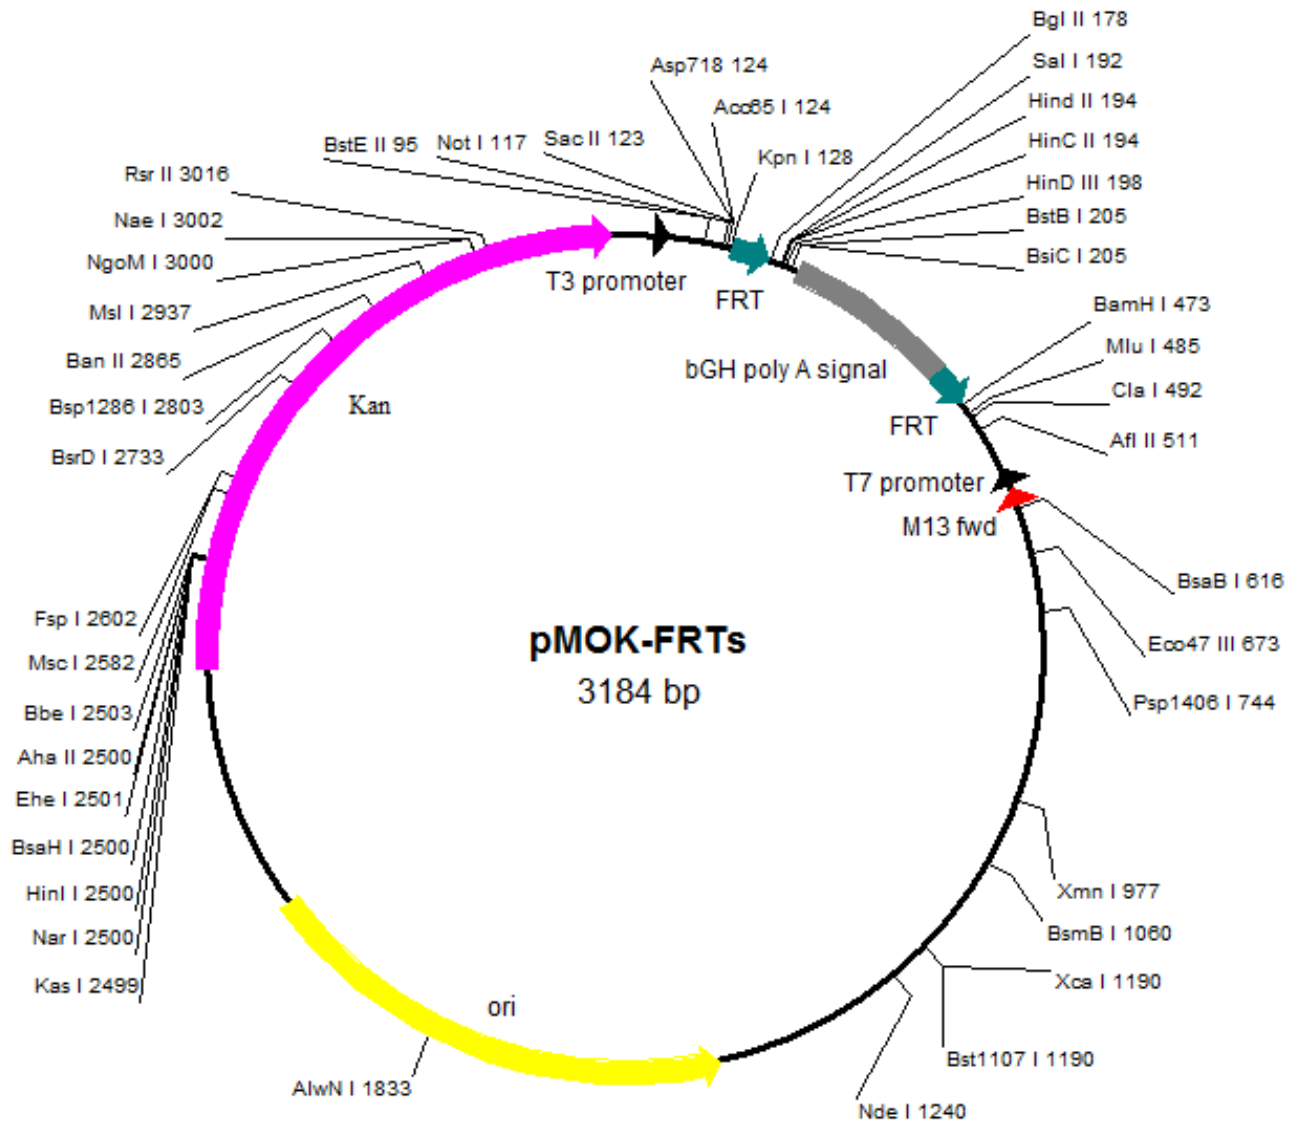 Bgl II 178
Sal I 192
Hind II 194
HinC II 194
HinD III 198
BstB I 205
BsiC I 205
Asp718 124
Acc65 I 124
Kpn I 128
Sac II 123
Not I 117
BstE II 95
Rsr II 3016
Nae I 3002
NgoM I 3000
Msl I 2937
Ban II 2865
Bsp1286 I 2803
BsrD I 2733
Kan
T3 promoter
FRT
bGH poly A signal
FRT
BamH I 473
Mlu I 485
Cla I 492
Afl II 511
T7 promoter
M13 fwd
BsaB I 616
Eco47 III 673
Psp1406 I 744
pMOK-FRTs
3184 bp
Fsp I 2602
Msc I 2582
Bbe I 2503
Aha II 2500
Ehe I 2501
BsaH I 2500
HinI I 2500
Nar I 2500
Kas I 2499
Xmn I 977
BsmB I 1060
Xca I 1190
Bst1107 I 1190
Nde I 1240
ori
AlwN I 1833